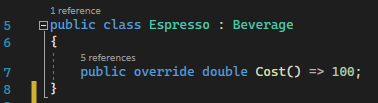 1 reference
5 public class Espresso : Beverage
6 {
5 references
7 public override double Cost() => 100;
8 }